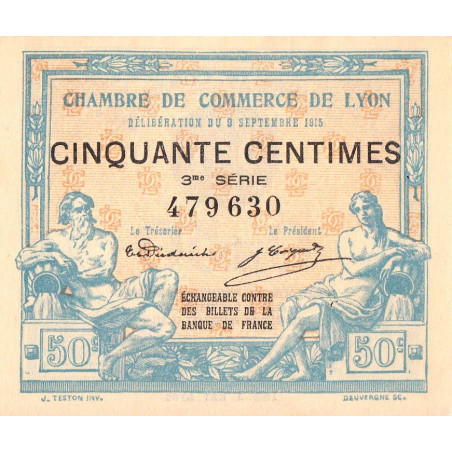 CHAMBRE DE COMMERCE DE LYON
DÉLIBÉRATION DU 9 SEPTEMBRE 1915
CINQUANTE CENTIMES
3me SÉRIE
479630
Le Trésorier Le Président
ÉCHANGEABLE CONTRE
DES BILLETS DE LA
BANQUE DE FRANCE
50c 50c
J. TESTON INV. DEUVERGNE SC.